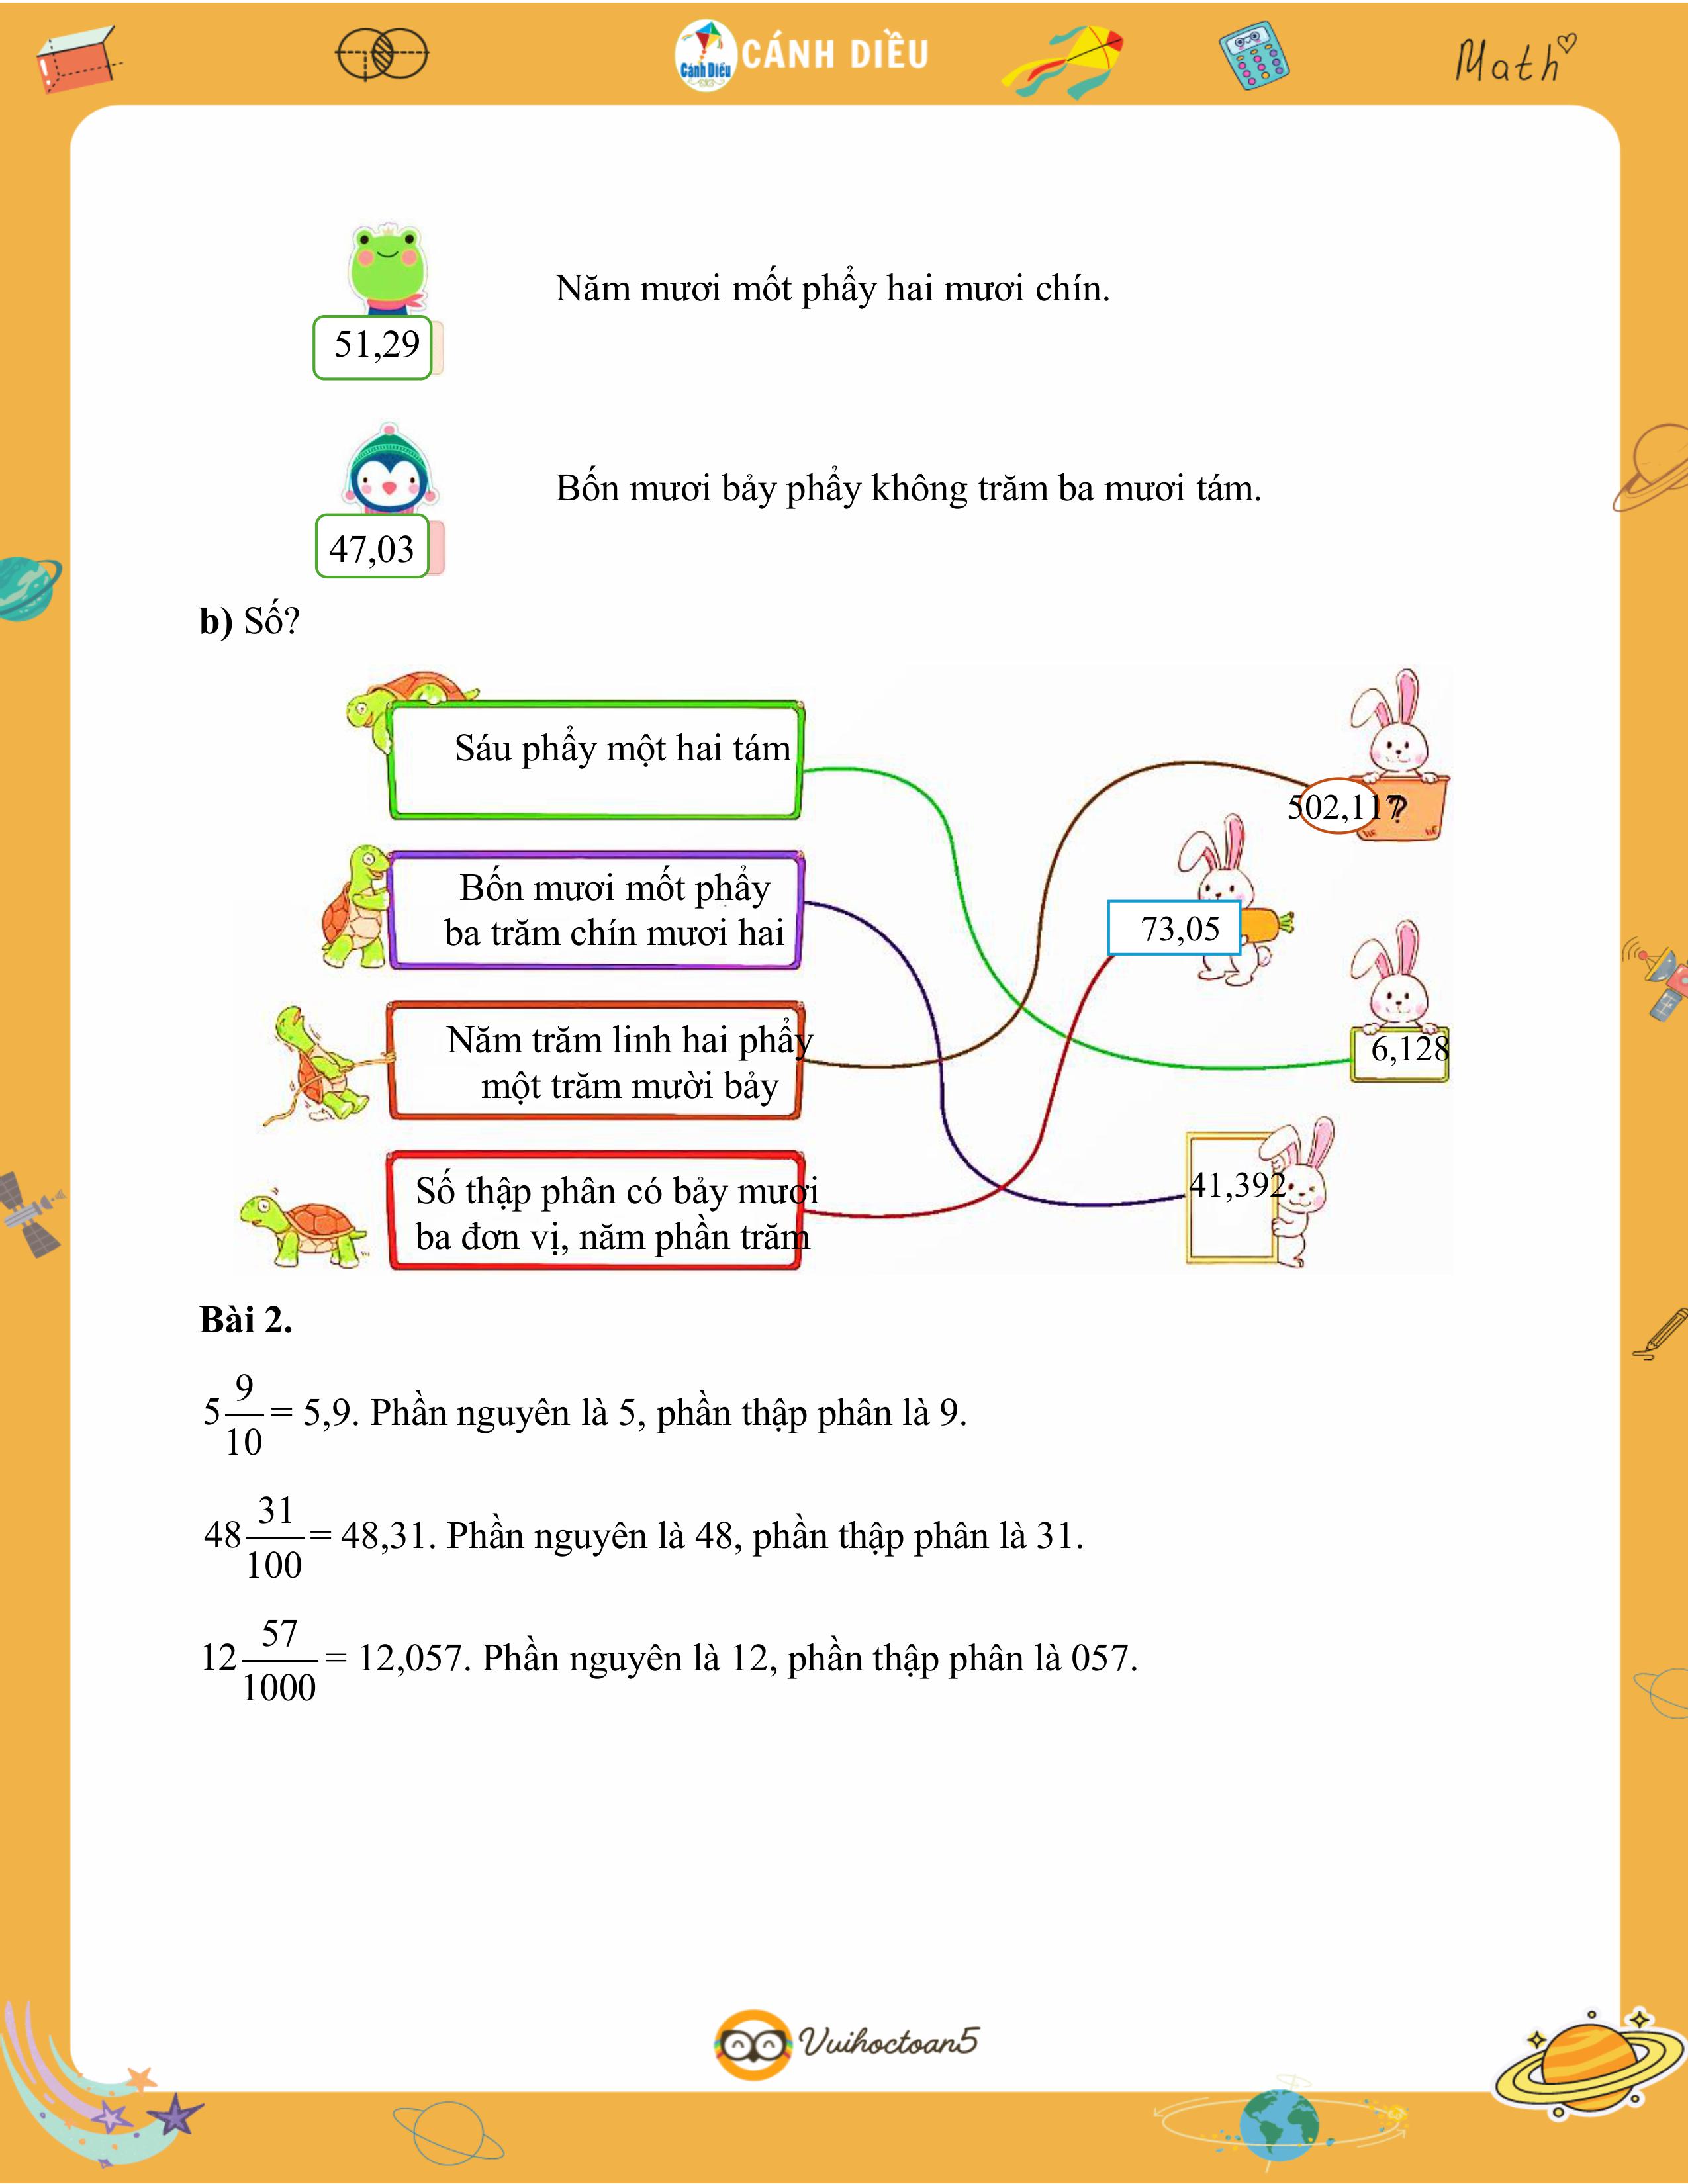 Cánh Diều CÁNH DIỀU
Math
Năm mươi mốt phẩy hai mươi chín.
51,29
Bốn mươi bảy phẩy không trăm ba mươi tám.
47,03
b) Số?
Sáu phẩy một hai tám
502,117 ?
Bốn mươi mốt phẩy
ba trăm chín mươi hai
73,05
Năm trăm linh hai phẩy
một trăm mười bảy
6,128
Số thập phân có bảy mươi
ba đơn vị, năm phần trăm
41,392
Bài 2.
5 9/10 = 5,9. Phần nguyên là 5, phần thập phân là 9.
48 31/100 = 48,31. Phần nguyên là 48, phần thập phân là 31.
12 57/1000 = 12,057. Phần nguyên là 12, phần thập phân là 057.
Vuihoctoan5